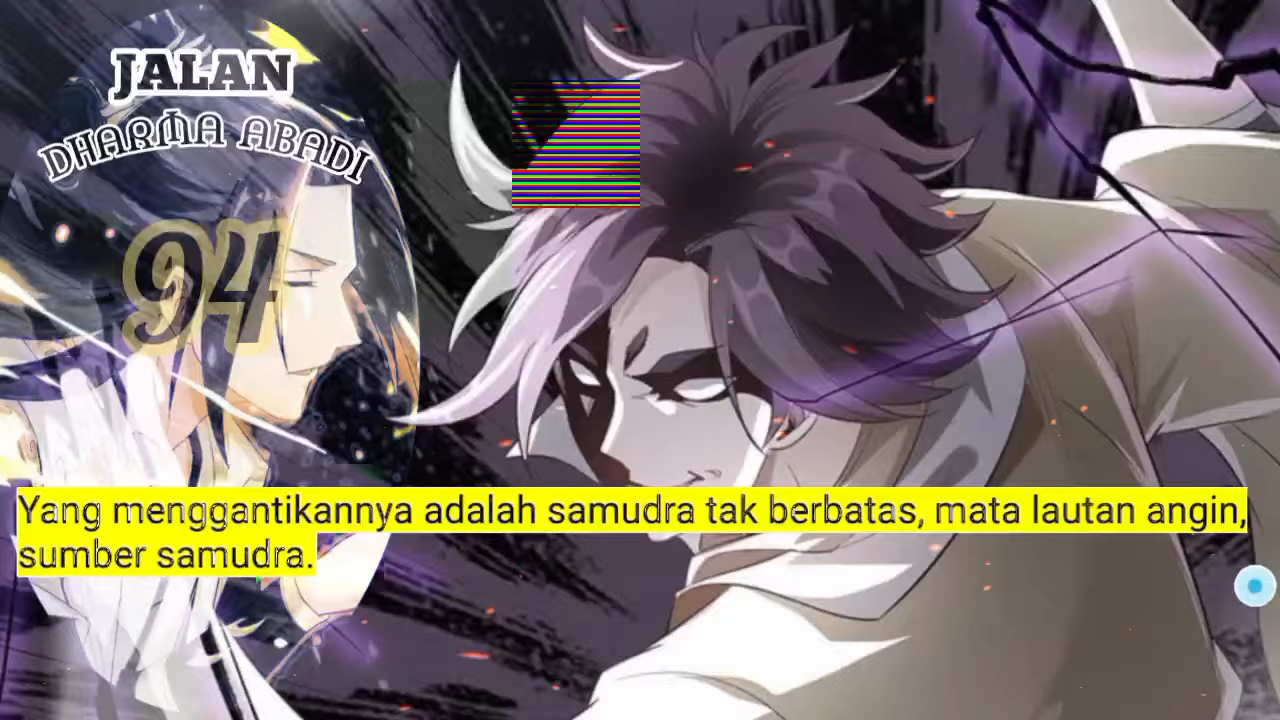 JALAN
DHARMA ABADI
94
Yang menggantikannya adalah samudra tak berbatas, mata lautan angin,
sumber samudra.